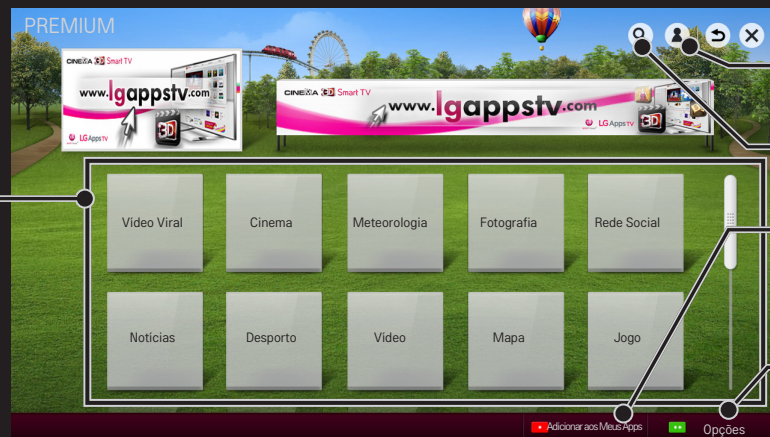 PREMIUM
CINEMA 3D Smart TV
www.lgappstv.com
3D
LG Apps TV
CINEMA 3D Smart TV
www.lgappstv.com
3D
LG Apps TV
Vídeo Viral
Cinema
Meteorologia
Fotografia
Rede Social
Notícias
Desporto
Vídeo
Mapa
Jogo
Adicionar aos Meus Apps
Opções